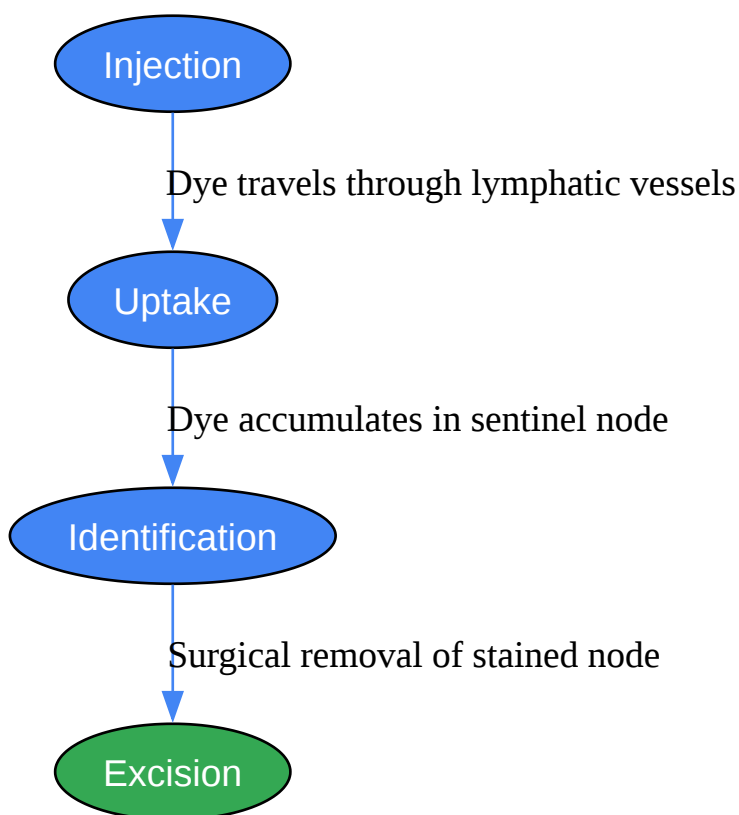 Injection
Dye travels through lymphatic vessels
Uptake
Dye accumulates in sentinel node
Identification
Surgical removal of stained node
Excision